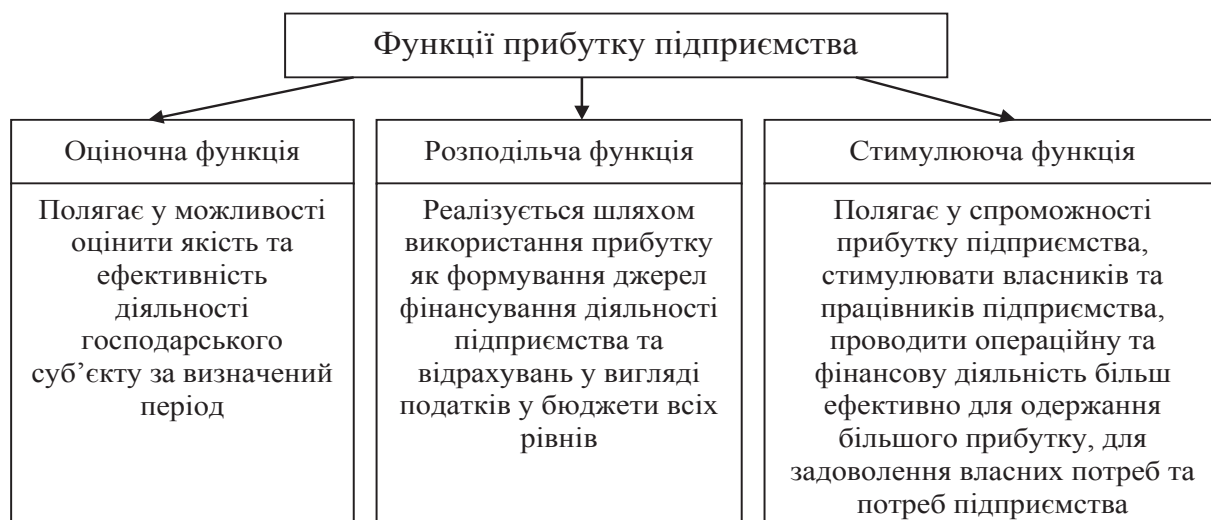 Функції прибутку підприємства
Оціночна функція
Полягає у можливості
оцінити якість та
ефективність
діяльності
господарського
суб’єкту за визначений
період
Розподільча функція
Реалізується шляхом
використання прибутку
як формування джерел
фінансування діяльності
підприємства та
відрахувань у вигляді
податків у бюджети всіх
рівнів
Стимулююча функція
Полягає у спроможності
прибутку підприємства,
стимулювати власників та
працівників підприємства,
проводити операційну та
фінансову діяльність більш
ефективно для одержання
більшого прибутку, для
задоволення власних потреб та
потреб підприємства